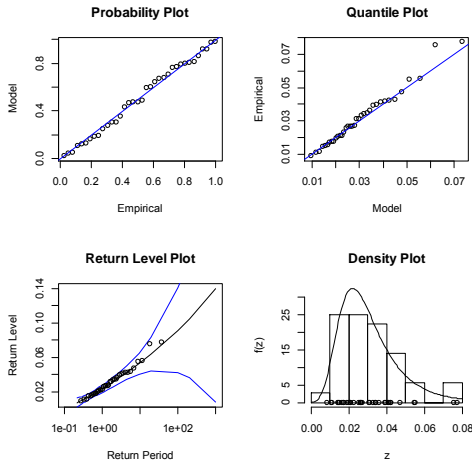 Probability Plot
Model
0.0 0.4 0.8
0.0 0.2 0.4 0.6 0.8 1.0
Empirical
Quantile Plot
Empirical
0.01 0.03 0.05 0.07
0.01 0.03 0.05 0.07
Model
Return Level Plot
Return Level
0.02 0.06 0.10 0.14
1e-01 1e+00 1e+02
Return Period
Density Plot
f(z)
0 5 15 25
0.00 0.02 0.04 0.06 0.08
z